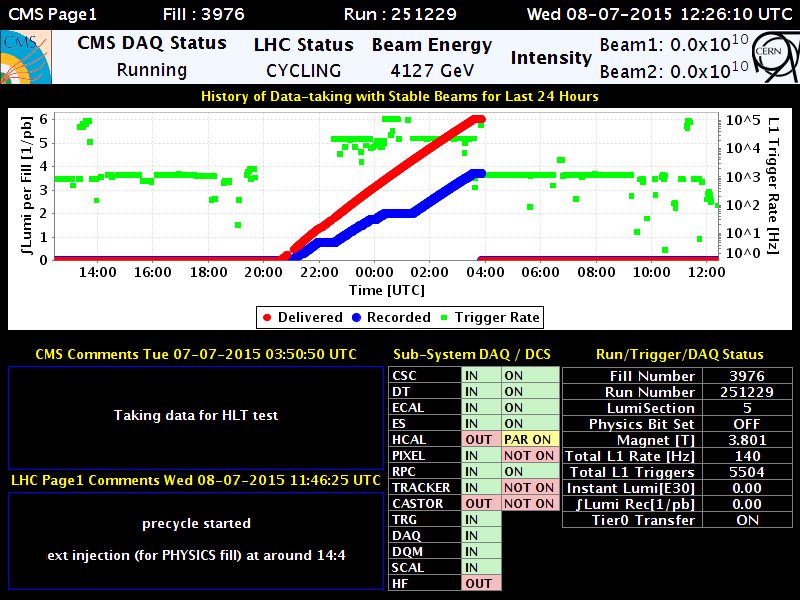 CMS Page1 Fill : 3976 Run : 251229 Wed 08-07-2015 12:26:10 UTC
CMS
CMS DAQ Status
Running
LHC Status
CYCLING
Beam Energy
4127 GeV
Intensity
Beam1: 0.0x10^10
Beam2: 0.0x10^10
CERN
History of Data-taking with Stable Beams for Last 24 Hours
∫Lumi per Fill [1/pb]
6
5
4
3
2
1
0
10^5
10^4
10^3
10^2
10^1
10^0
L1 Trigger Rate [Hz]
14:00 16:00 18:00 20:00 22:00 00:00 02:00 04:00 06:00 08:00 10:00 12:00
Time [UTC]
Delivered Recorded Trigger Rate
CMS Comments Tue 07-07-2015 03:50:50 UTC
Taking data for HLT test
LHC Page1 Comments Wed 08-07-2015 11:46:25 UTC
precycle started
ext injection (for PHYSICS fill) at around 14:4
Sub-System DAQ / DCS
CSC IN ON
DT IN ON
ECAL IN ON
ES IN ON
HCAL OUT PAR ON
PIXEL IN NOT ON
RPC IN ON
TRACKER IN NOT ON
CASTOR OUT NOT ON
TRG IN
DAQ IN
DQM IN
SCAL IN
HF OUT
Run/Trigger/DAQ Status
Fill Number 3976
Run Number 251229
LumiSection 5
Physics Bit Set OFF
Magnet [T] 3.801
Total L1 Rate [Hz] 140
Total L1 Triggers 5504
Instant Lumi[E30] 0.00
∫Lumi Rec[1/pb] 0.00
Tier0 Transfer ON